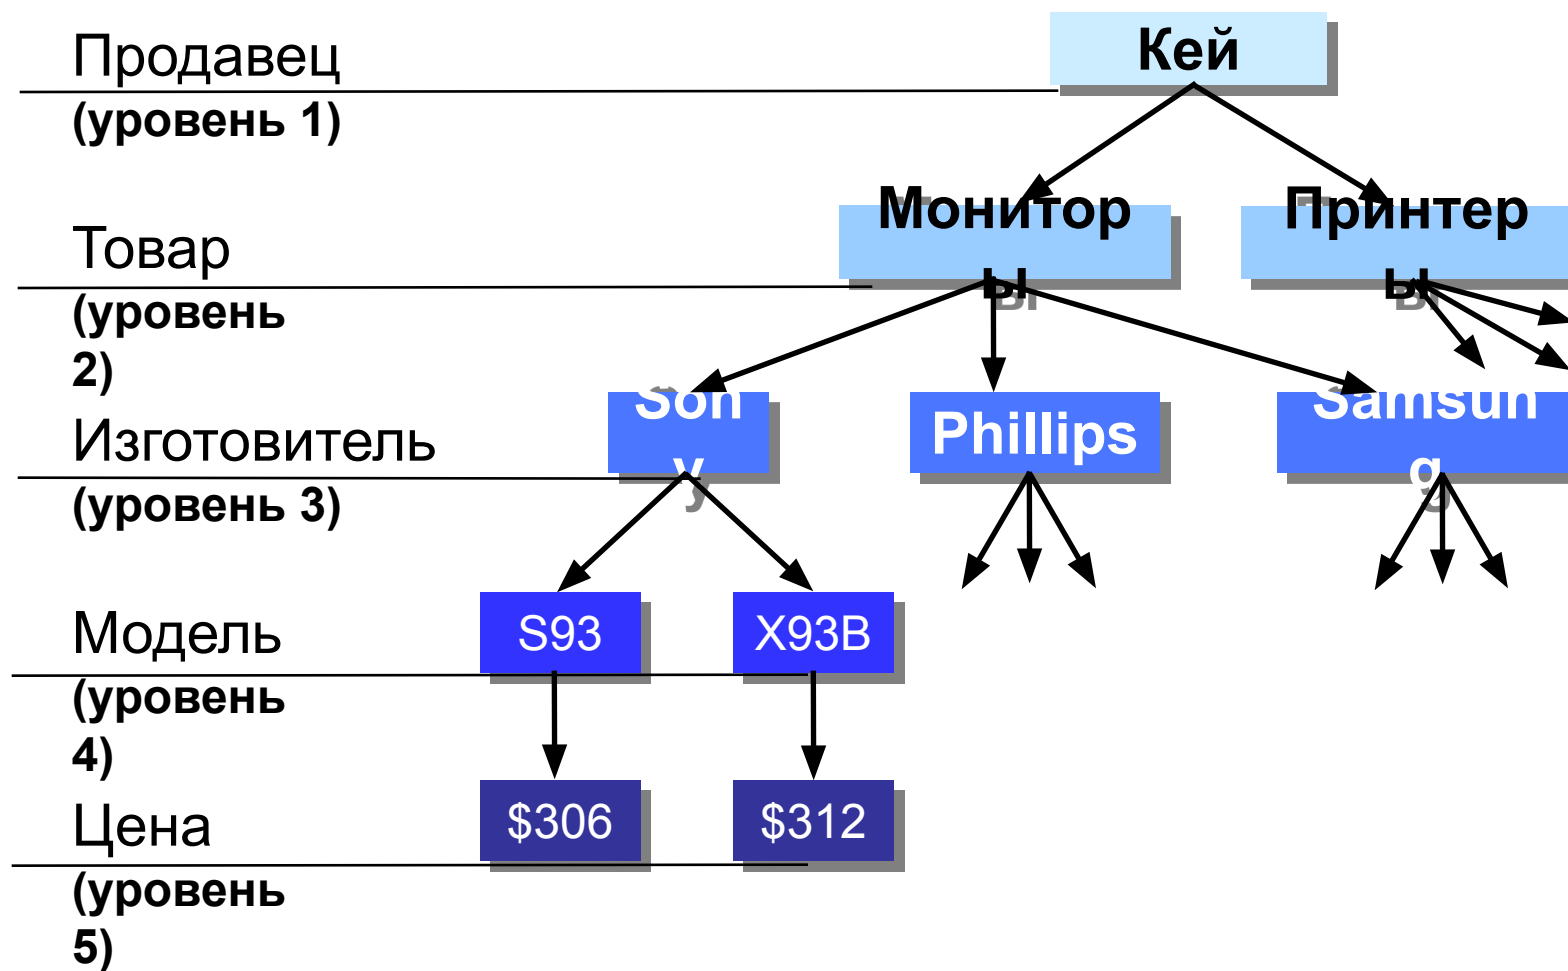 Продавец
(уровень 1)
Кей
Товар
(уровень
2)
Монитор
ы
Принтер
ы
Изготовитель
(уровень 3)
Son
y
Phillips
Samsun
g
Модель
(уровень
4)
S93
X93B
Цена
(уровень
5)
$306
$312